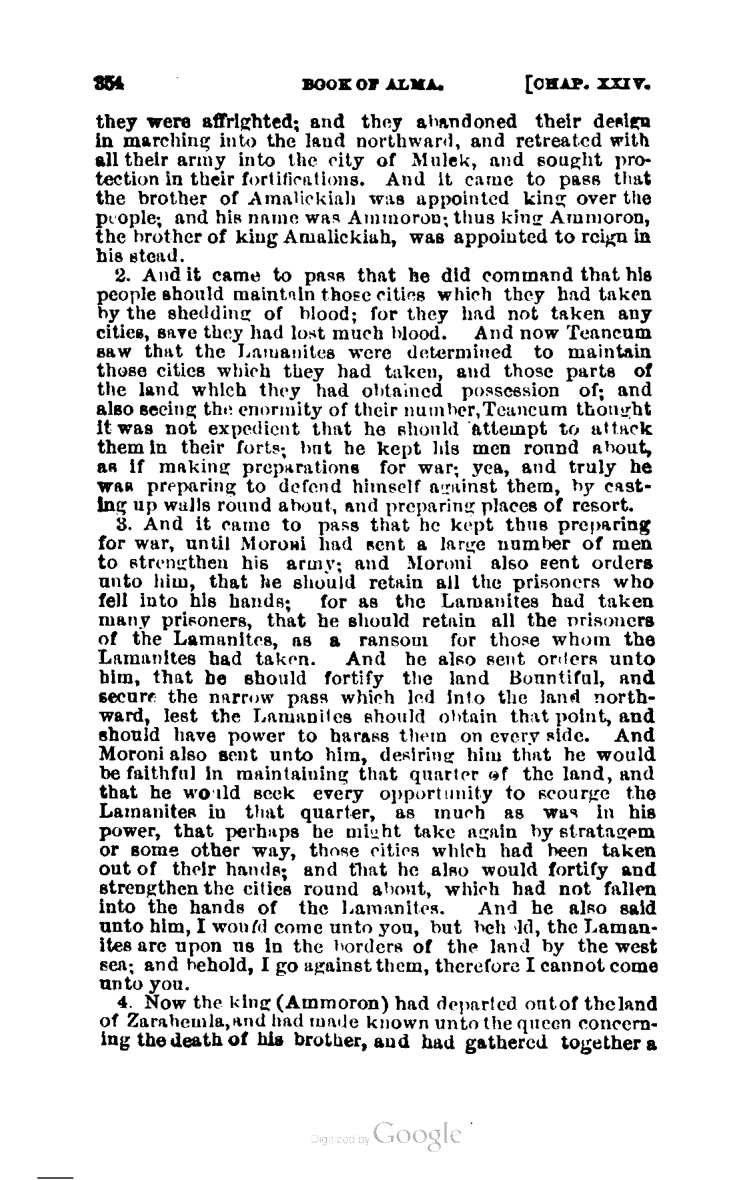 354 BOOK OF ALMA. [CHAP. XXIV.
they were affrighted; and they abandoned their design
in marching into the land northward, and retreated with
all their army into the city of Mulek, and sought pro-
tection in their fortifications. And it came to pass that
the brother of Amalickiah was appointed king over the
people; and his name was Ammoron; thus king Ammoron,
the brother of king Amalickiah, was appointed to reign in
his stead.
2. And it came to pass that he did command that his
people should maintain those cities which they had taken
by the shedding of blood; for they had not taken any
cities, save they had lost much blood. And now Teancum
saw that the Lamanites were determined to maintain
those cities which they had taken, and those parts of
the land which they had obtained possession of; and
also seeing the enormity of their number, Teancum thought
it was not expedient that he should attempt to attack
them in their forts; but he kept his men round about,
as if making preparations for war; yea, and truly he
was preparing to defend himself against them, by cast-
ing up walls round about, and preparing places of resort.
3. And it came to pass that he kept thus preparing
for war, until Moroni had sent a large number of men
to strengthen his army; and Moroni also sent orders
unto him, that he should retain all the prisoners who
fell into his hands; for as the Lamanites had taken
many prisoners, that he should retain all the prisoners
of the Lamanites, as a ransom for those whom the
Lamanites had taken. And he also sent orders unto
him, that he should fortify the land Bountiful, and
secure the narrow pass which led into the land north-
ward, lest the Lamanites should obtain that point, and
should have power to harass them on every side. And
Moroni also sent unto him, desiring him that he would
be faithful in maintaining that quarter of the land, and
that he would seek every opportunity to scourge the
Lamanites in that quarter, as much as was in his
power, that perhaps he might take again by stratagem
or some other way, those cities which had been taken
out of their hands; and that he also would fortify and
strengthen the cities round about, which had not fallen
into the hands of the Lamanites. And he also said
unto him, I would come unto you, but behold, the Laman-
ites are upon us in the borders of the land by the west
sea; and behold, I go against them, therefore I cannot come
unto you.
4. Now the king (Ammoron) had departed out of the land
of Zarahemla, and had made known unto the queen concern-
ing the death of his brother, and had gathered together a
Digitized by Google